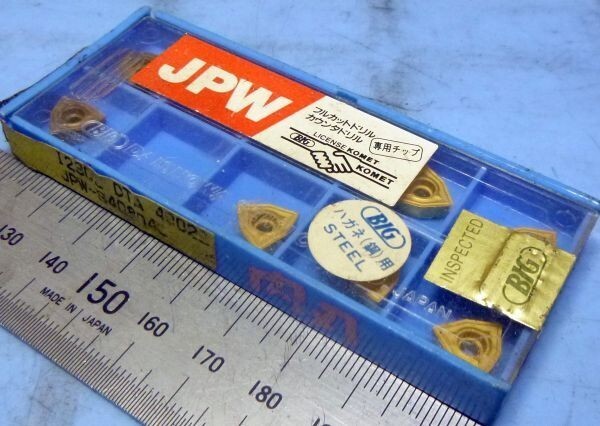 JPW
フルカットドリル
カウンタドリル
専用チップ
LICENSE KOMET
BIG
KOMET
BIG
ハガネ(鋼)用
STEEL
INSPECTED
BIG
JAPAN
130
140
150
160
170
180
190
MADE IN JAPAN